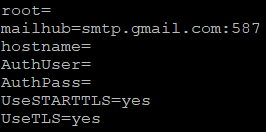 root=
mailhub=smtp.gmail.com:587
hostname=
AuthUser=
AuthPass=
UseSTARTTLS=yes
UseTLS=yes